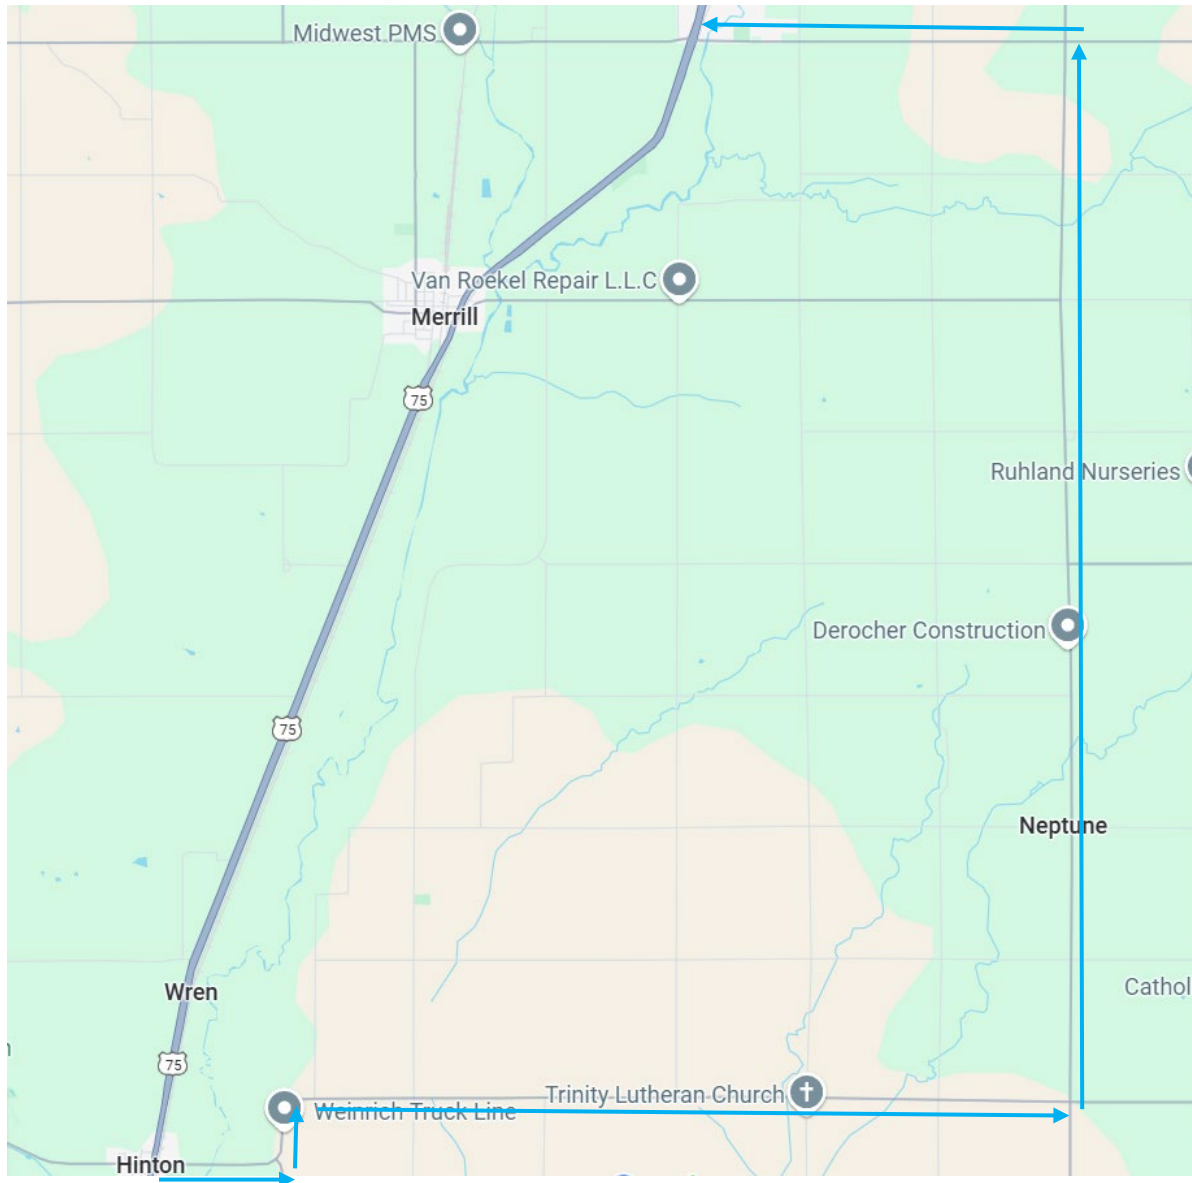 Midwest PMS
Van Roekel Repair L.L.C
Merrill
75
Ruhland Nurseries
Derocher Construction
75
Neptune
Wren
Cathol
75
Trinity Lutheran Church
Weinrich Truck Line
Hinton